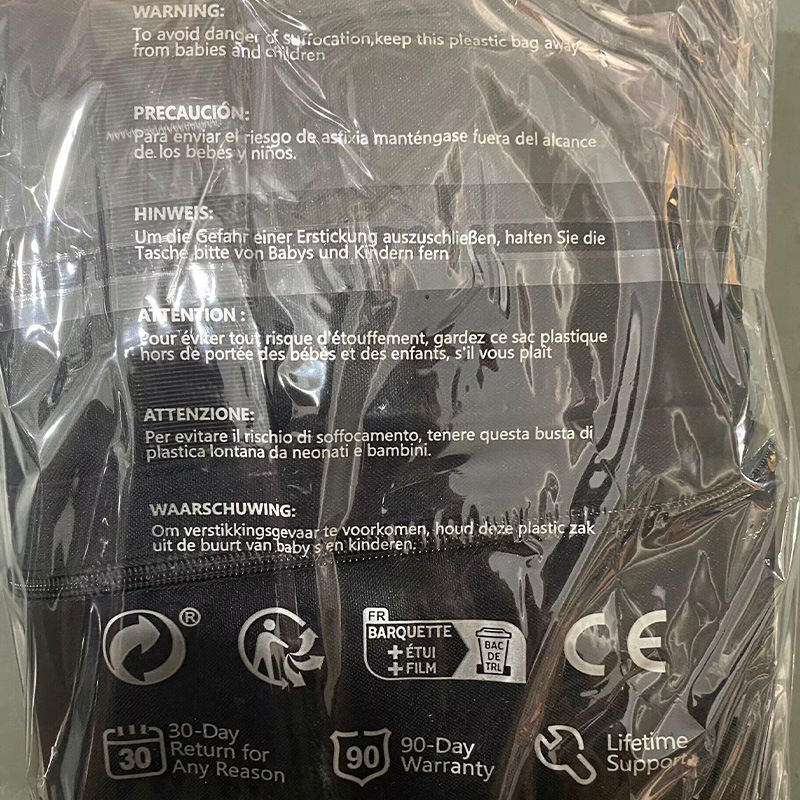 WARNING:
To avoid danger of suffocation,keep this pleastic bag away
from babies and children
PRECAUCIÓN:
Para enviar el riesgo de asfixia manténgase fuera del alcance
de los bebés y niños.
HINWEIS:
Um die Gefahr einer Erstickung auszuschließen, halten Sie die
Tasche bitte von Babys und Kindern fern
ATTENTION :
Pour éviter tout risque d'étouffement, gardez ce sac plastique
hors de portée des bébés et des enfants, s'il vous plaît
ATTENZIONE:
Per evitare il rischio di soffocamento, tenere questa busta di
plastica lontana da neonati e bambini.
WAARSCHUWING:
Om verstikkingsgevaar te voorkomen, houd deze plastic zak
uit de buurt van baby s en kinderen.
®
FR
BARQUETTE
+ÉTUI
+FILM
BAC
DE
TRI
CE
30
30-Day
Return for
Any Reason
90
90-Day
Warranty
Lifetime
Support